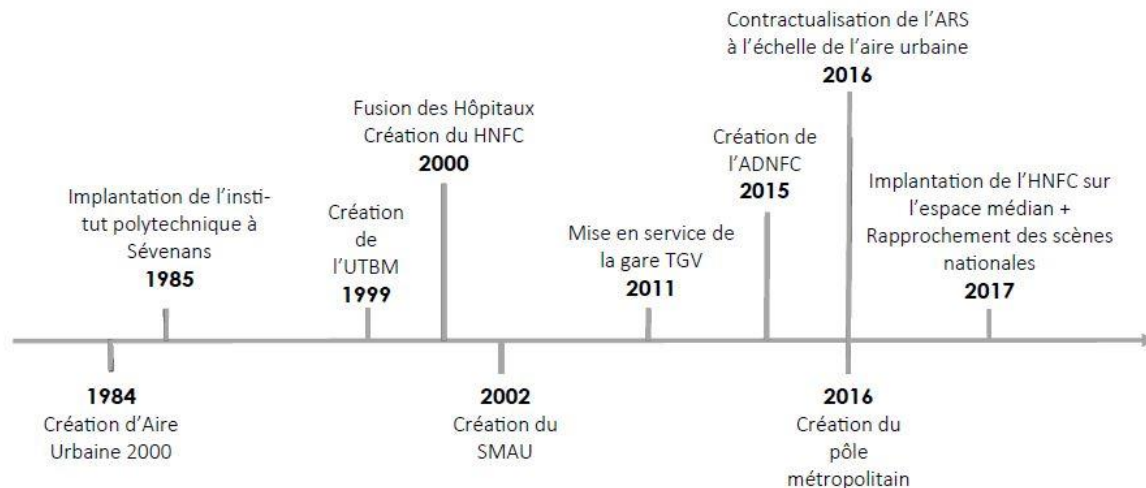 Contractualisation de l’ARS
à l’échelle de l’aire urbaine
2016
Fusion des Hôpitaux
Création du HNFC
2000
Création de
l’ADNFC
2015
Implantation de l’insti-
tut polytechnique à
Sévenans
1985
Création
de
l’UTBM
1999
Mise en service de
la gare TGV
2011
Implantation de l’HNFC sur
l’espace médian +
Rapprochement des scènes
nationales
2017
1984
Création d’Aire
Urbaine 2000
2002
Création du
SMAU
2016
Création du
pôle
métropolitain